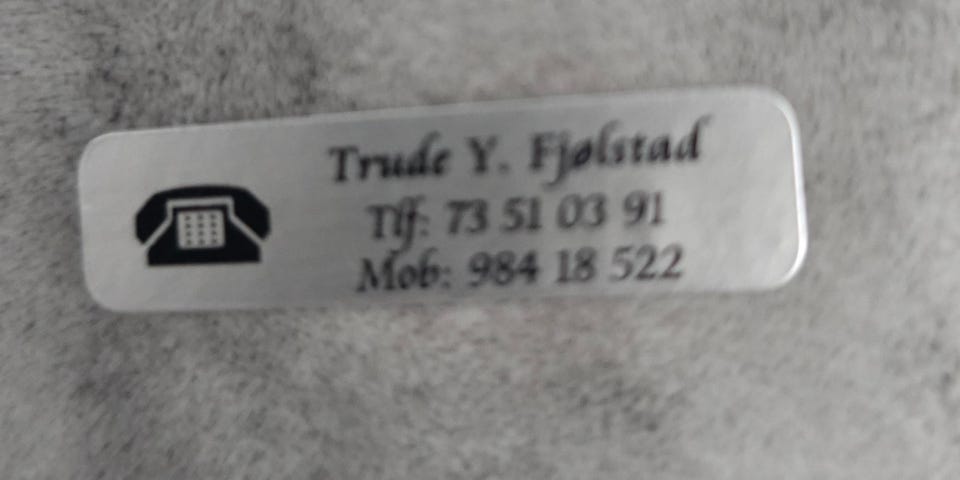 Trude Y. Fjølstad
Tlf: 73 51 03 91
Mob: 984 18 522